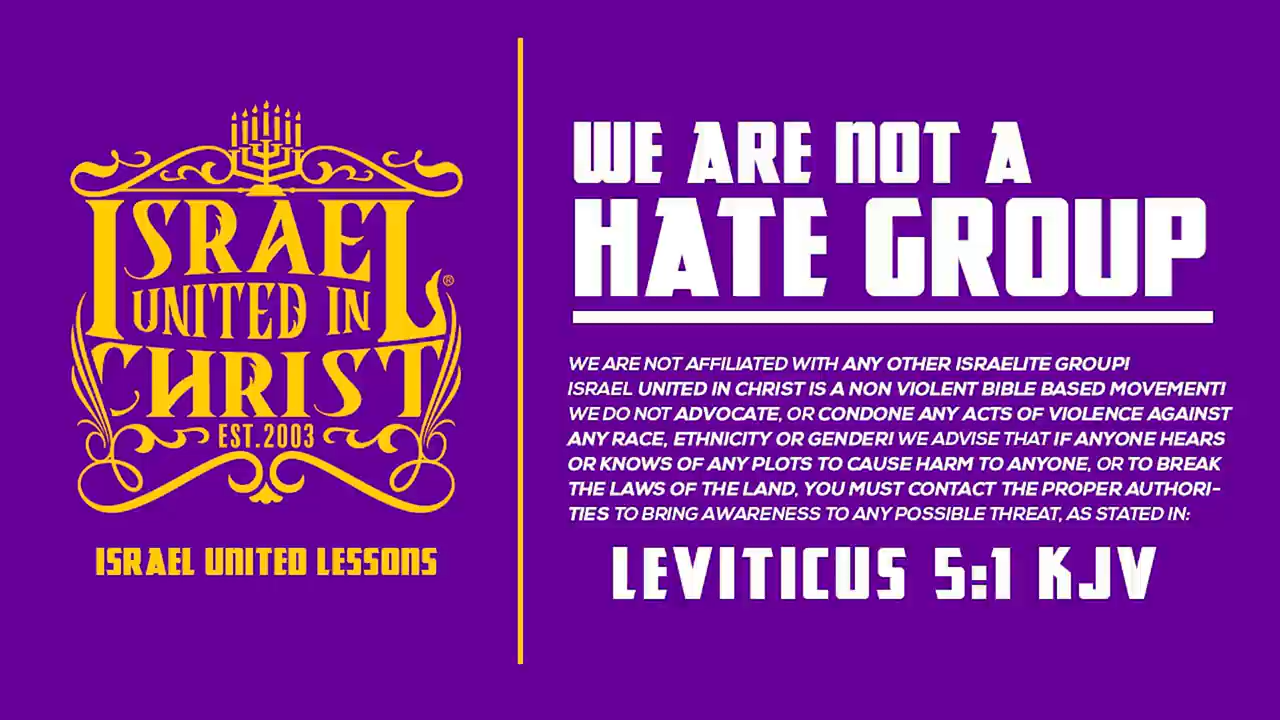 ISRAEL
UNITED IN
CHRIST
®
EST.2003
ISRAEL UNITED LESSONS
WE ARE NOT A
HATE GROUP
WE ARE NOT AFFILIATED WITH ANY OTHER ISRAELITE GROUP!
ISRAEL UNITED IN CHRIST IS A NON VIOLENT BIBLE BASED MOVEMENT!
WE DO NOT ADVOCATE, OR CONDONE ANY ACTS OF VIOLENCE AGAINST
ANY RACE, ETHNICITY OR GENDER! WE ADVISE THAT IF ANYONE HEARS
OR KNOWS OF ANY PLOTS TO CAUSE HARM TO ANYONE, OR TO BREAK
THE LAWS OF THE LAND, YOU MUST CONTACT THE PROPER AUTHORI-
TIES TO BRING AWARENESS TO ANY POSSIBLE THREAT, AS STATED IN:
LEVITICUS 5:1 KJV